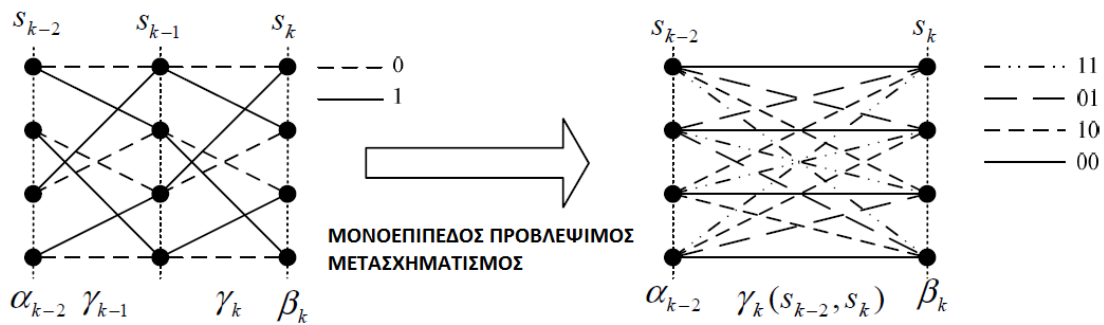 s_{k-2} s_{k-1} s_k
0
1
α_{k-2} γ_{k-1} γ_k β_k
ΜΟΝΟΕΠΙΠΕΔΟΣ ΠΡΟΒΛΕΨΙΜΟΣ
ΜΕΤΑΣΧΗΜΑΤΙΣΜΟΣ
s_{k-2} s_k
11
01
10
00
α_{k-2} γ_k(s_{k-2}, s_k) β_k